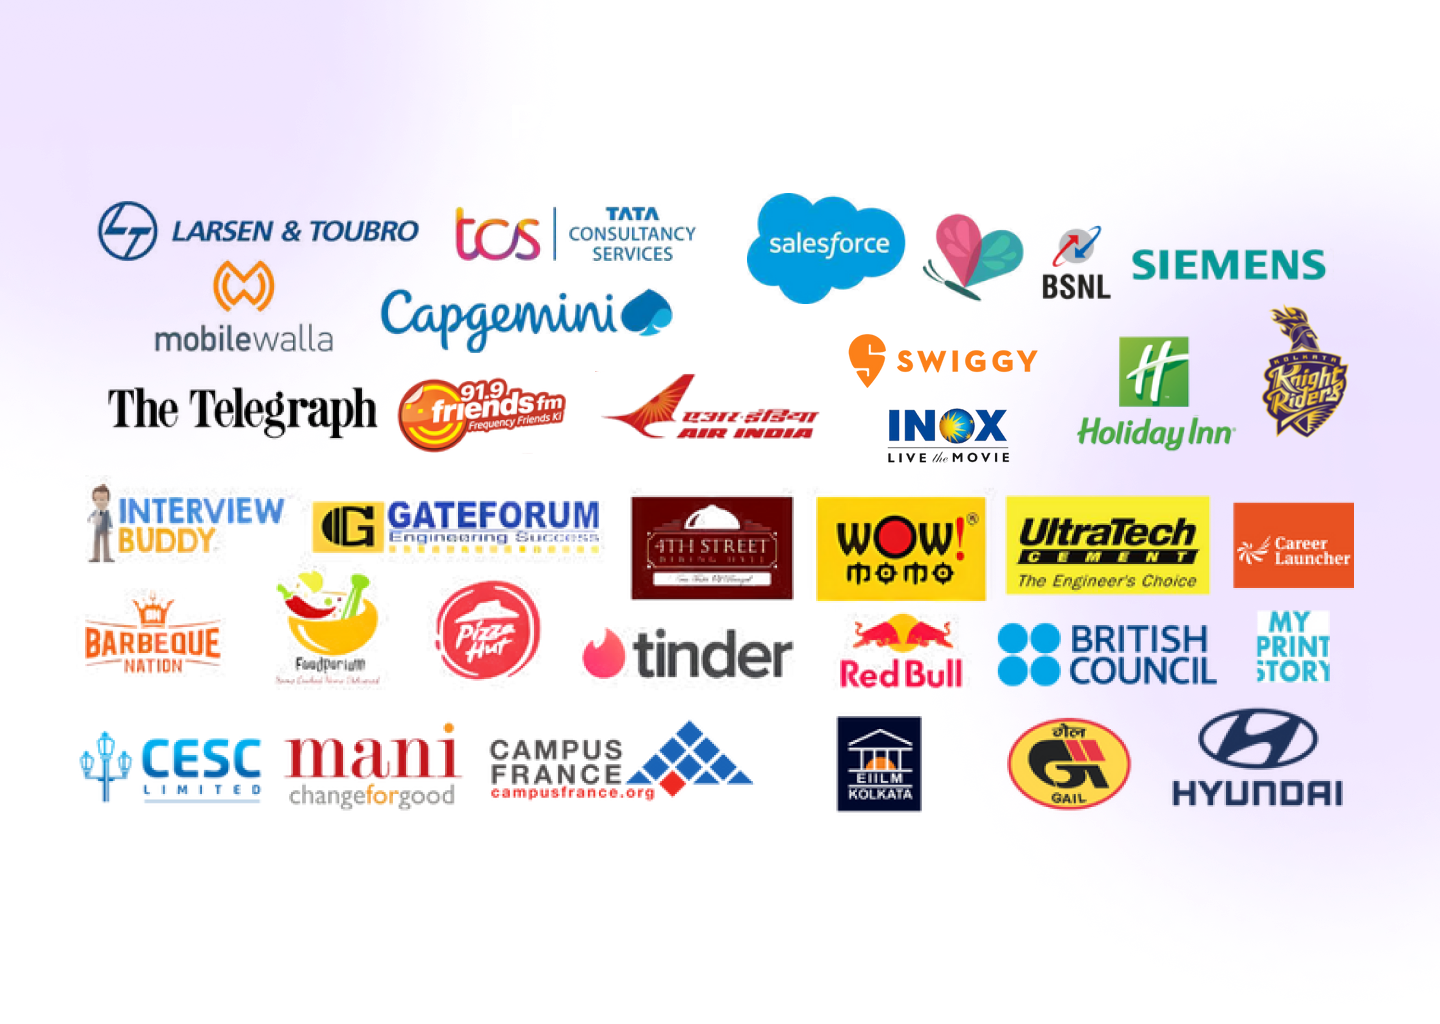 LARSEN & TOUBRO
tcs
TATA
CONSULTANCY
SERVICES
salesforce
BSNL
SIEMENS
mobilewalla
Capgemini
SWIGGY
Holiday Inn
KOLKATA
Knight
Riders
The Telegraph
91.9
friends fm
Frequency Friends Ki
एअर-इंडिया
AIR INDIA
INOX
LIVE the MOVIE
INTERVIEW
BUDDY
G
GATEFORUM
Engineering Success
4TH STREET
DINING HALL
WOW! ®
MOMO
UltraTech
CEMENT
The Engineer's Choice
Career
Launcher
BARBEQUE
NATION
Foodporium
Pizza
Hut
tinder
Red Bull
BRITISH
COUNCIL
MY
PRINT
STORY
CESC
LIMITED
mani
changeforgood
CAMPUS
FRANCE
campusfrance.org
EIILM
KOLKATA
गेल
GAIL
HYUNDAI